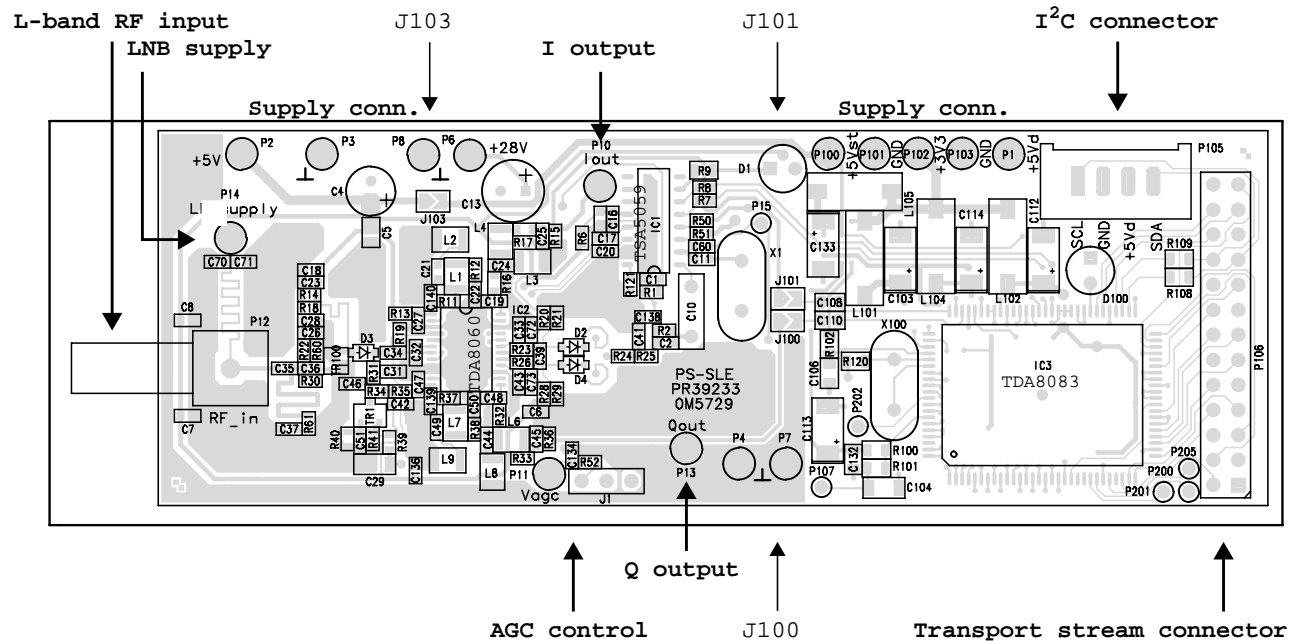 L-band RF input
J103
J101
I2C connector
LNB supply
I output
Supply conn.
Supply conn.
P2
P3
P8
P6
+28V
P10
Iout
+5V
P14
C4
C13
J103
L4
R17
C25
R15
R6
C16
C17
C20
TSA5059
IC1
R9
R8
R7
R50
R51
C60
C11
D1
P15
X1
P100
+5Vst
P101
GND
P102
+3V3
P103
GND
P1
+5Vd
P105
L105
C114
C112
C133
SCL
GND
+5Vd
SDA
R109
R108
D100
C103
L104
L102
L101
C70
C71
C5
L2
L1
C21
R12
C24
R16
L3
C18
C23
R14
R18
C28
C26
R22
R60
C36
R30
C35
R100
C8
P12
RF_in
C7
C37
R61
D3
R13
R19
C27
C34
C32
C31
R31
C47
C46
R34
R35
C42
C140
R11
C22
C19
TDA8060
IC2
C33
C72
R20
R21
R23
R26
C39
C43
C73
R28
R29
C6
D2
D4
R121
C1
R1
C10
C138
C41
R2
C2
R24
R25
J101
J100
C108
C110
R102
C106
R120
X100
IC3
TDA8083
P106
PS-SLE
PR39233
OM5729
Qout
P13
P4
P7
C139
R37
C50
C48
C49
L7
R38
R32
L6
C44
C45
R36
R33
L9
L8
P11
Vagc
C134
R52
J1
TR1
R40
C51
R41
R39
C29
C136
P202
C113
C132
R100
R101
C104
P107
P205
P200
P201
Q output
AGC control
J100
Transport stream connector